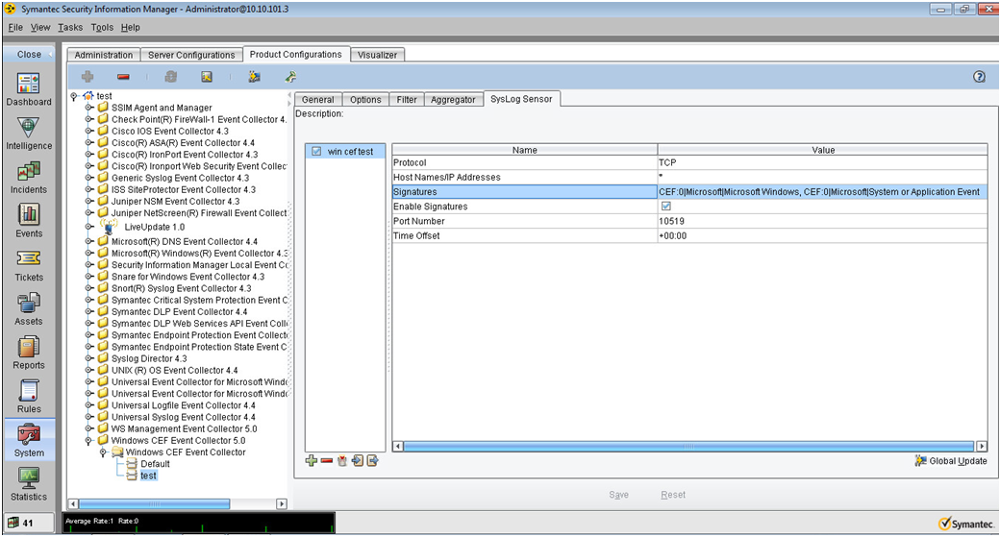 Symantec Security Information Manager - Administrator@10.10.101.3
File View Tasks Tools Help
Close
Dashboard
Intelligence
Incidents
Events
Tickets
Assets
Reports
Rules
System
Statistics
41
Administration Server Configurations Product Configurations Visualizer
test
SSIM Agent and Manager
Check Point(R) FireWall-1 Event Collector 4.
Cisco IOS Event Collector 4.3
Cisco(R) ASA(R) Event Collector 4.4
Cisco(R) IronPort Event Collector 4.3
Cisco(R) Ironport Web Security Event Collec
Generic Syslog Event Collector 4.3
ISS SiteProtector Event Collector 4.3
Juniper NSM Event Collector 4.3
Juniper NetScreen(R) Firewall Event Collect
LiveUpdate 1.0
Microsoft(R) DNS Event Collector 4.4
Microsoft(R) Windows(R) Event Collector 4.3
Security Information Manager Local Event Co
Snare for Windows Event Collector 4.3
Snort(R) Syslog Event Collector 4.3
Symantec Critical System Protection Event C
Symantec DLP Event Collector 4.4
Symantec DLP Web Services API Event Coll
Symantec Endpoint Protection Event Collect
Symantec Endpoint Protection State Event C
Syslog Director 4.3
UNIX (R) OS Event Collector 4.4
Universal Event Collector for Microsoft Wind
Universal Event Collector for Microsoft Wind
Universal Logfile Event Collector 4.4
Universal Syslog Event Collector 4.4
WS Management Event Collector 5.0
Windows CEF Event Collector 5.0
Windows CEF Event Collector
Default
test
General Options Filter Aggregator SysLog Sensor
Description:
win cef test
Name Value
Protocol TCP
Host Names/IP Addresses *
Signatures CEF:0|Microsoft|Microsoft Windows, CEF:0|Microsoft|System or Application Event
Enable Signatures
Port Number 10519
Time Offset +00:00
Global Update
Save Reset
Average Rate:1 Rate:0
Symantec.